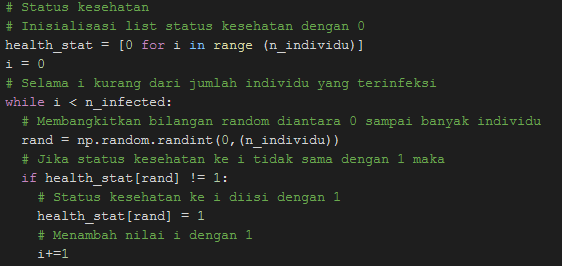 # Status kesehatan
# Inisialisasi list status kesehatan dengan 0
health_stat = [0 for i in range (n_individu)]
i = 0
# Selama i kurang dari jumlah individu yang terinfeksi
while i < n_infected:
  # Membangkitkan bilangan random diantara 0 sampai banyak individu
  rand = np.random.randint(0,(n_individu))
  # Jika status kesehatan ke i tidak sama dengan 1 maka
  if health_stat[rand] != 1:
    # Status kesehatan ke i diisi dengan 1
    health_stat[rand] = 1
    # Menambah nilai i dengan 1
    i+=1